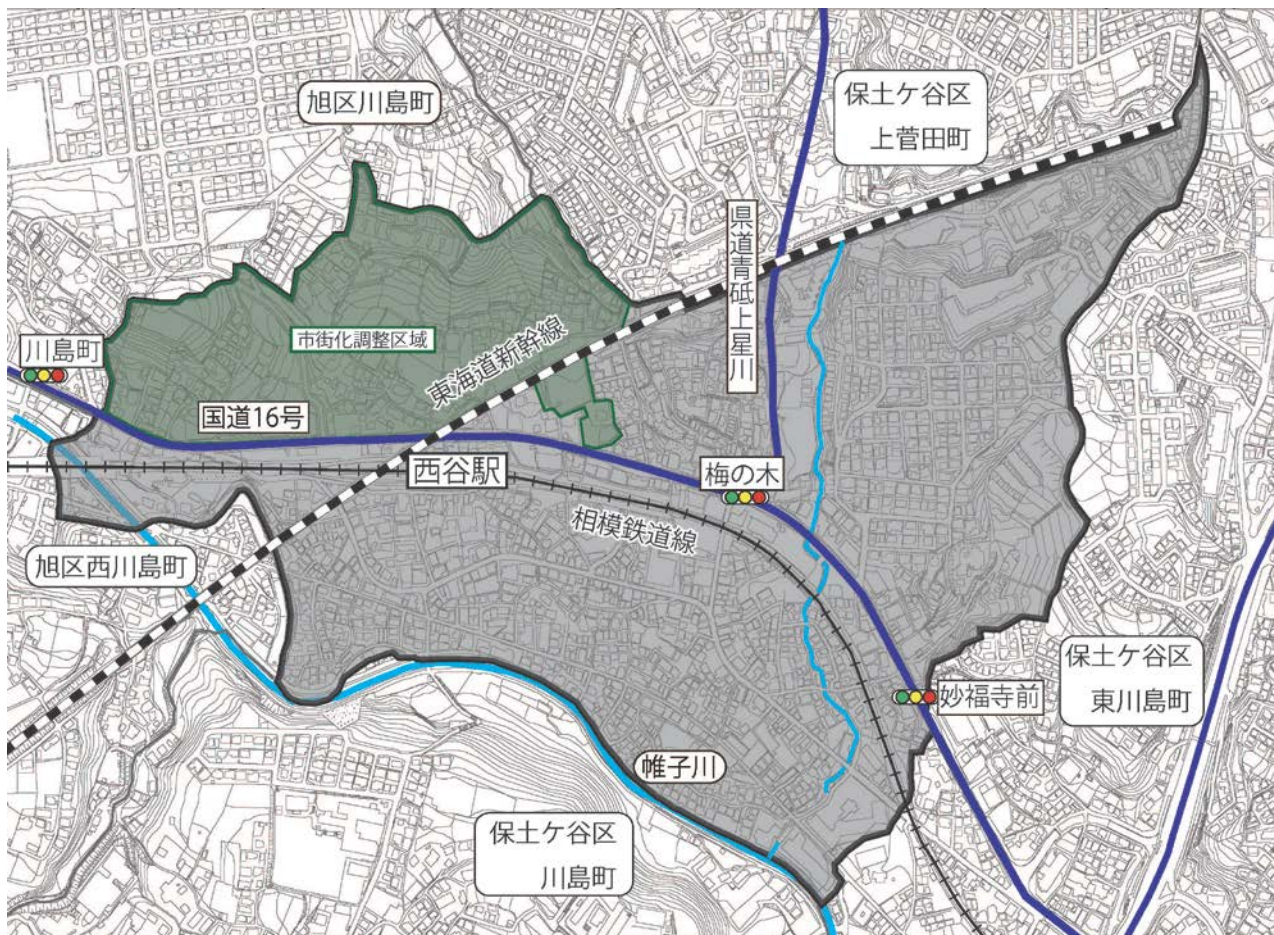 旭区川島町
保土ケ谷区
上菅田町
県道青砥上星川
市街化調整区域
川島町
東海道新幹線
国道16号
西谷駅
梅の木
相模鉄道線
旭区西川島町
保土ケ谷区
東川島町
妙福寺前
帷子川
保土ケ谷区
川島町